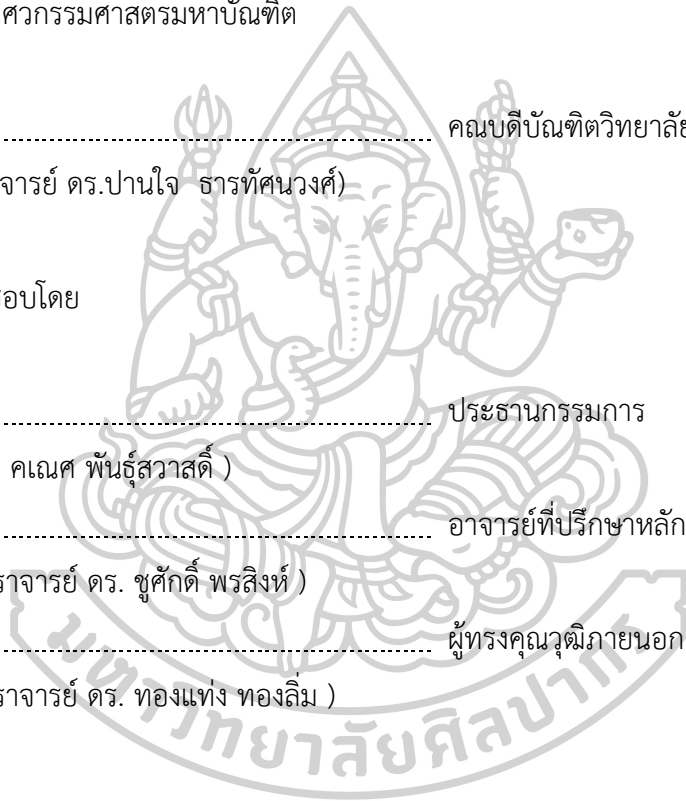 ศวกรรมศาสตรมหาบัณฑิต
คณบดีบัณฑิตวิทยาลัย
จารย์ ดร.ปานใจ ธารทัศนวงศ์)
อบโดย
ประธานกรรมการ
คเณศ พันธุ์สวาสดิ์ )
อาจารย์ที่ปรึกษาหลัก
ราจารย์ ดร. ชูศักดิ์ พรสิงห์ )
ผู้ทรงคุณวุฒิภายนอก
ราจารย์ ดร. ทองแท่ง ทองลิ่ม )
มหาวิทยาลัยศิลปากร